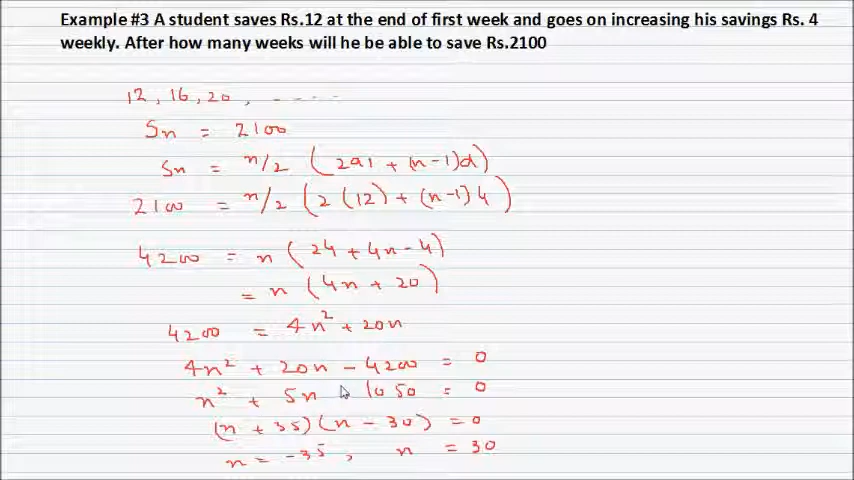 Example #3 A student saves Rs.12 at the end of first week and goes on increasing his savings Rs. 4
weekly. After how many weeks will he be able to save Rs.2100
12, 16, 20, -----
Sn = 2100
Sn = n/2 (2a1 + (n-1)d)
2100 = n/2 (2(12) + (n-1)4)
4200 = n (24 + 4n - 4)
= n (4n + 20)
4200 = 4n² + 20n
4n² + 20n - 4200 = 0
n² + 5n 1050 = 0
(n + 35)(n - 30) = 0
n = -35, n = 30